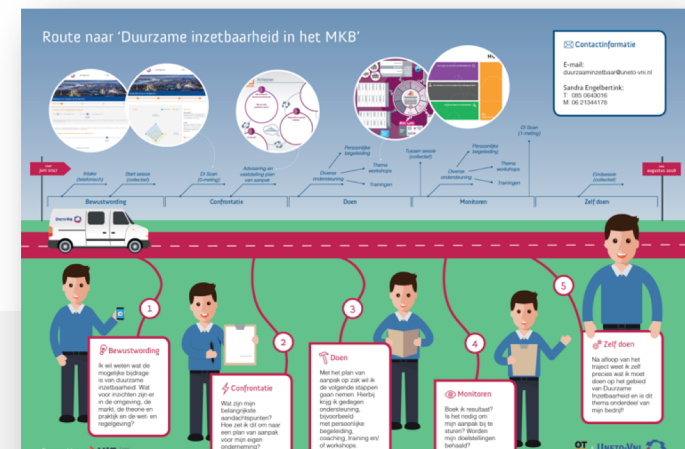 Route naar 'Duurzame inzetbaarheid in het MKB'
Contactinformatie
E-mail:
duurzaaminzetbaar@uneto-vni.nl
Sandra Engelbertink:
T: 085 0643016
M: 06 21344178
juni 2017
Intake
(telefonisch)
Start sessie
(collectief)
DI Scan
(0-meting)
Advisering en
vaststelling plan
van aanpak
Diverse
ondersteuning
Persoonlijke
begeleiding
Thema
workshops
Trainingen
Tussen sessie
(collectief)
Diverse
ondersteuning
Persoonlijke
begeleiding
Thema
workshops
Trainingen
DI Scan
(1-meting)
Eindsessie
(collectief)
augustus 2018
Bewustwording
Confrontatie
Doen
Monitoren
Zelf doen
1
Bewustwording
Ik wil weten wat de
mogelijke bijdrage
is van duurzame
inzetbaarheid. Wat
voor inzichten zijn er
in de omgeving, de
markt, de theorie en
praktijk en de wet- en
regelgeving?
2
Confrontatie
Wat zijn mijn
belangrijkste
aandachtspunten?
Hoe zet ik dit om naar
een plan van aanpak
voor mijn eigen
onderneming?
3
Doen
Met het plan van
aanpak op zak wil ik
de volgende stappen
gaan nemen. Hierbij
krijg ik gedegen
ondersteuning,
bijvoorbeeld
met persoonlijke
begeleiding,
coaching, training en/
of workshops.
4
Monitoren
Boek ik resultaat?
Is het nodig om
mijn aanpak bij te
sturen? Worden
mijn doelstellingen
behaald?
5
Zelf doen
Na afloop van het
traject weet ik zelf
precies wat ik moet
doen op het gebied
van Duurzame
Inzetbaarheid en is dit
thema onderdeel van
mijn bedrijf!
OT
UNETO-VNI